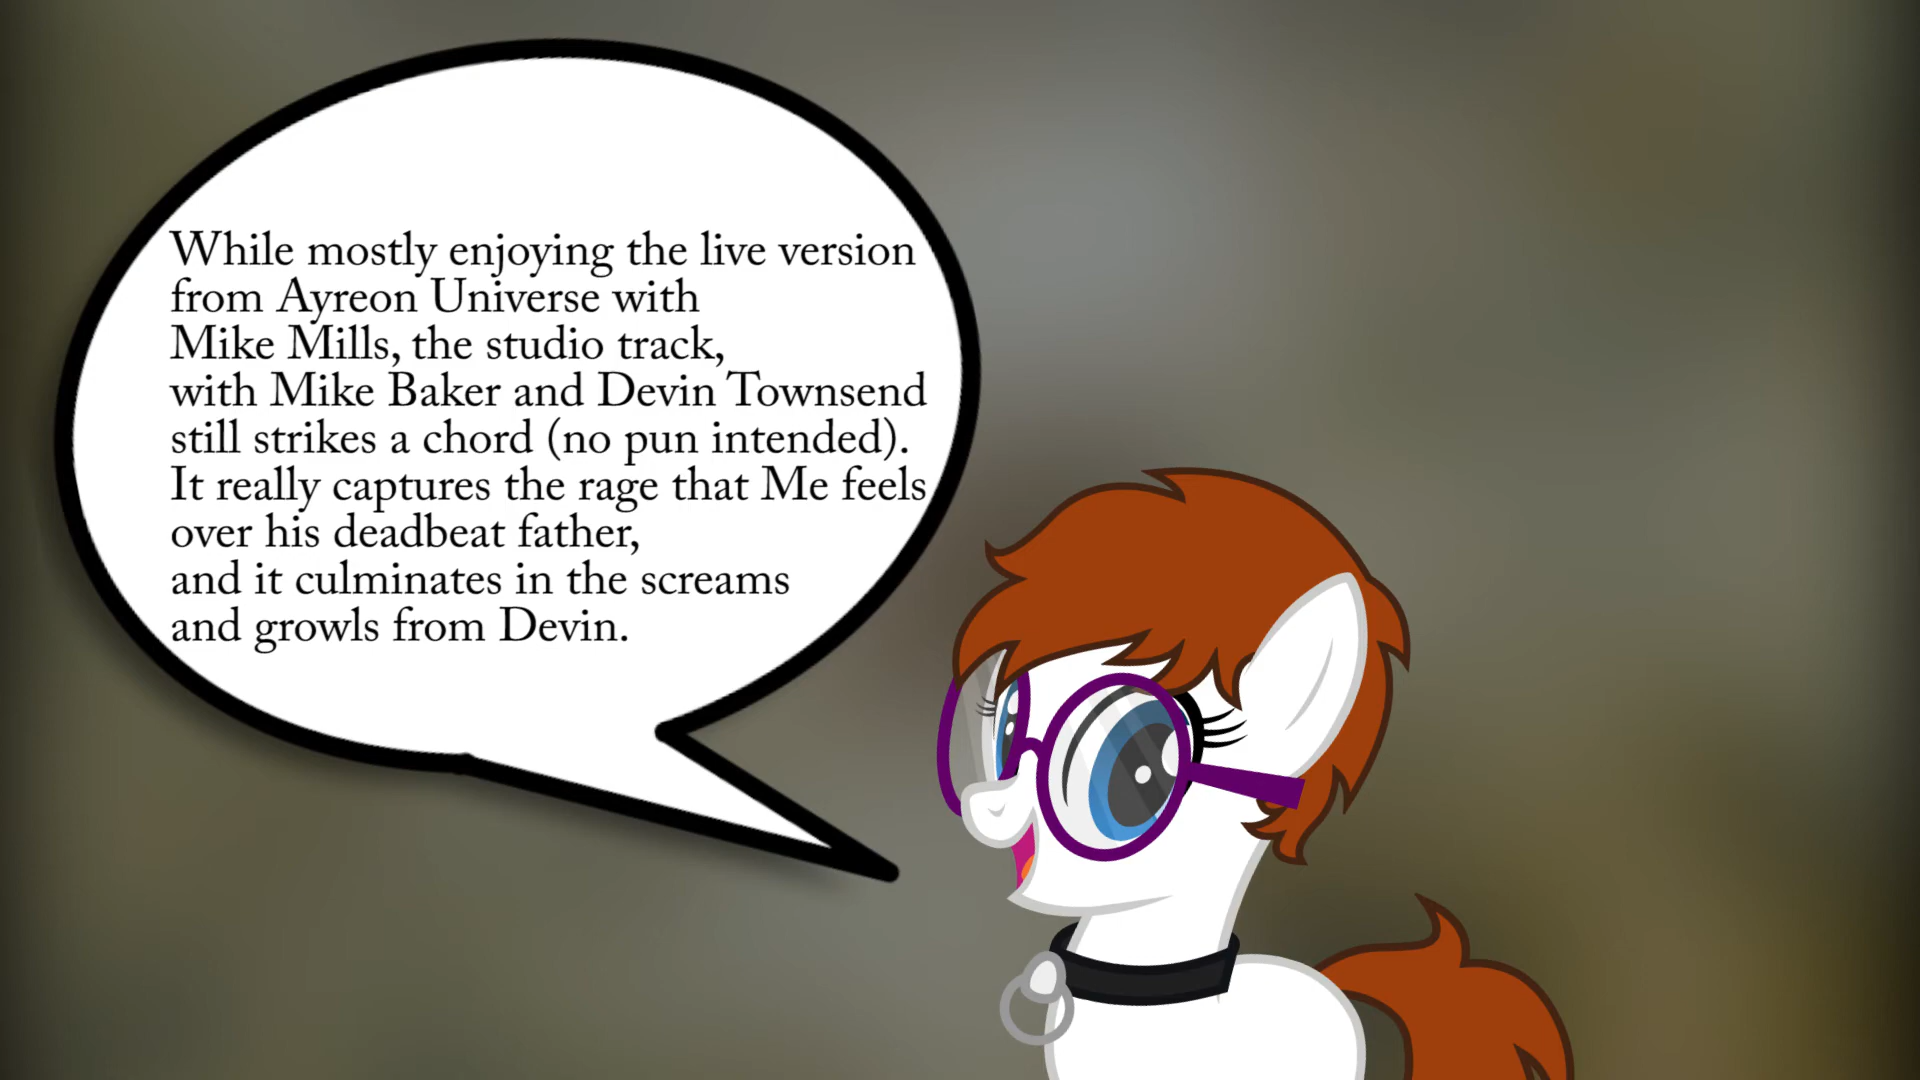 While mostly enjoying the live version
from Ayreon Universe with
Mike Mills, the studio track,
with Mike Baker and Devin Townsend
still strikes a chord (no pun intended).
It really captures the rage that Me feels
over his deadbeat father,
and it culminates in the screams
and growls from Devin.